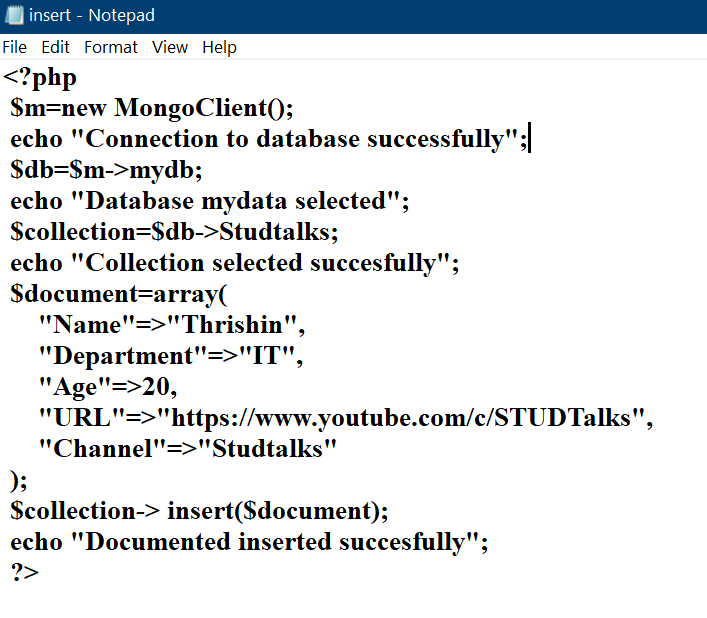 insert - Notepad
File Edit Format View Help
<?php
$m=new MongoClient();
echo "Connection to database successfully";
$db=$m->mydb;
echo "Database mydata selected";
$collection=$db->Studtalks;
echo "Collection selected succesfully";
$document=array(
"Name"=>"Thrishin",
"Department"=>"IT",
"Age"=>20,
"URL"=>"https://www.youtube.com/c/STUDTalks",
"Channel"=>"Studtalks"
);
$collection-> insert($document);
echo "Documented inserted succesfully";
?>